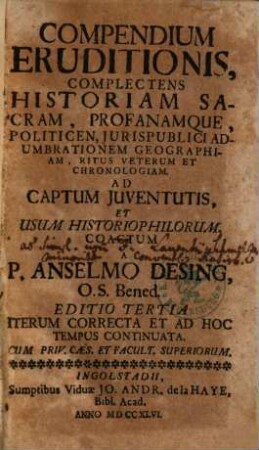 COMPENDIUM
ERUDITIONIS,
COMPLECTENS
HISTORIAM SA-
CRAM, PROFANAMQUE,
POLITICEN, JURISPUBLICI AD-
UMBRATIONEM GEOGRAPHI-
AM, RITUS VETERUM ET
CHRONOLOGIAM.
AD
CAPTUM JUVENTUTIS,
ET
USUM HISTORIOPHILORUM,
COACTUM
A
P. ANSELMO DESING,
O.S. Bened.
EDITIO TERTIA
ITERUM CORRECTA ET AD HOC
TEMPUS CONTINUATA.
CUM PRIV. CÆS. ET FACULT. SUPERIORUM.
INGOLSTADII,
Sumptibus Viduæ JO. ANDR. de la HAYE,
Bibl. Acad.
ANNO MDCCXLVI.